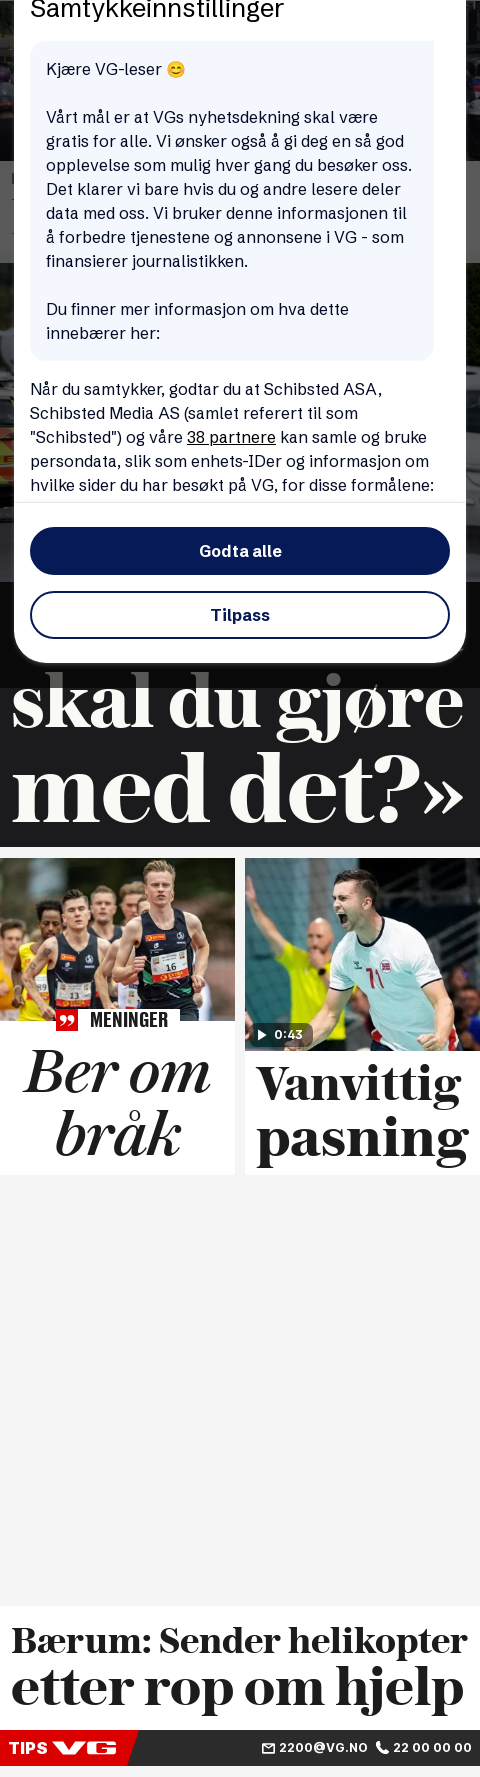 Samtykkeinnstillinger
Kjære VG-leser 😊
Vårt mål er at VGs nyhetsdekning skal være
gratis for alle. Vi ønsker også å gi deg en så god
opplevelse som mulig hver gang du besøker oss.
Det klarer vi bare hvis du og andre lesere deler
data med oss. Vi bruker denne informasjonen til
å forbedre tjenestene og annonsene i VG - som
finansierer journalistikken.
Du finner mer informasjon om hva dette
innebærer her:
Når du samtykker, godtar du at Schibsted ASA,
Schibsted Media AS (samlet referert til som
"Schibsted") og våre 38 partnere kan samle og bruke
persondata, slik som enhets-IDer og informasjon om
hvilke sider du har besøkt på VG, for disse formålene:
Godta alle
Tilpass
skal du gjøre
med det?»
13
16
11
MENINGER
0:43
Ber om
bråk
Vanvittig
pasning
Bærum: Sender helikopter
etter rop om hjelp
TIPS VG 2200@VG.NO 22 00 00 00